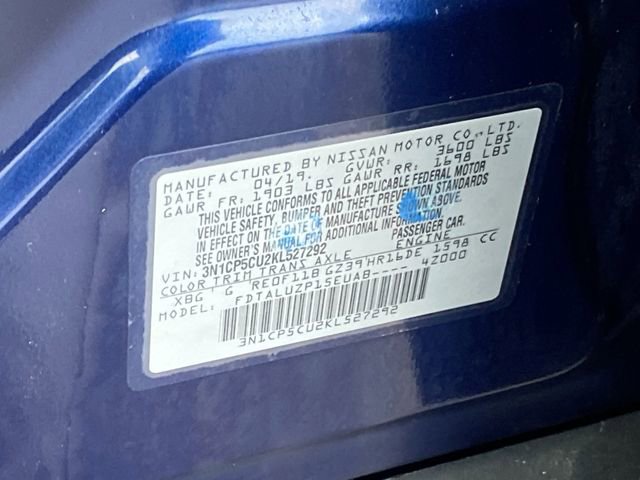 MANUFACTURED BY NISSAN MOTOR CO., LTD.
DATE: 04/19. GVWR: 3600 LBS
GAWR FR: 1903 LBS GAWR RR: 1698 LBS
THIS VEHICLE CONFORMS TO ALL APPLICABLE FEDERAL MOTOR
VEHICLE SAFETY, BUMPER AND THEFT PREVENTION STANDARDS
IN EFFECT ON THE DATE OF MANUFACTURE SHOWN ABOVE.
SEE OWNER'S MANUAL FOR ADDITIONAL INFORMATION. PASSENGER CAR.
VIN: 3N1CP5CU2KL527292
COLOR TRIM TRANS AXLE ENGINE
XBG G RE0F11B GZ39 HR16DE 1598 CC
MODEL: FDTALUZP15EUAB---- 4Z000
3N1CP5CU2KL527292